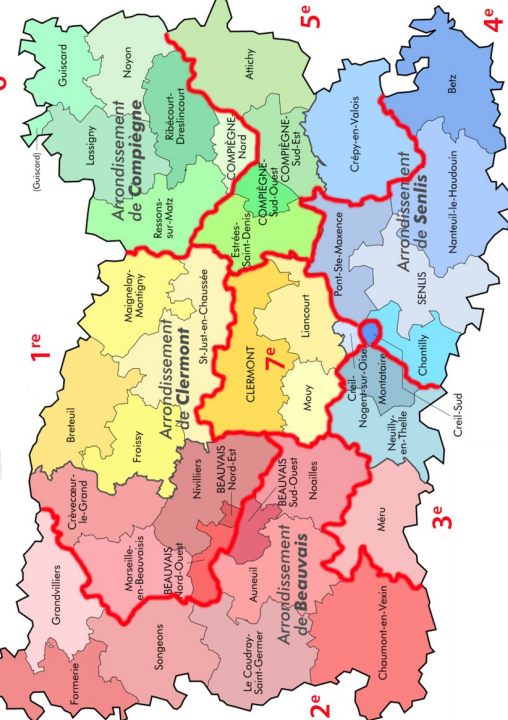 1re
Guiscard
(Guiscard)
Noyon
Lassigny
Arrondissement
de Compiègne
Ribécourt-
Dreslincourt
Ressons-
sur-Matz
COMPIÈGNE-
Nord
Attichy
5e
Estrées-
Saint-Denis
COMPIÈGNE-
Sud-Ouest
COMPIÈGNE-
Sud-Est
Maignelay-
Montigny
Breteuil
Froissy
Arrondissement
de Clermont
St-Just-en-Chaussée
Crèvecœur-
le-Grand
Grandvilliers
Formerie
Marseille-
en-Beauvaisis
Songeons
Nivilliers
BEAUVAIS
Nord-Est
BEAUVAIS
Nord-Ouest
BEAUVAIS
Sud-Ouest
Auneuil
Le Coudray-
Saint-Germer
Arrondissement
de Beauvais
Noailles
2e
Chaumont-en-Vexin
Méru
3e
CLERMONT
7e
Liancourt
Mouy
Creil-
Nogent-sur-Oise
Montataire
Neuilly-
en-Thelle
Creil-Sud
Chantilly
Pont-Ste-Maxence
SENLIS
Arrondissement
de Senlis
Crépy-en-Valois
Nanteuil-le-Haudouin
Betz
4e